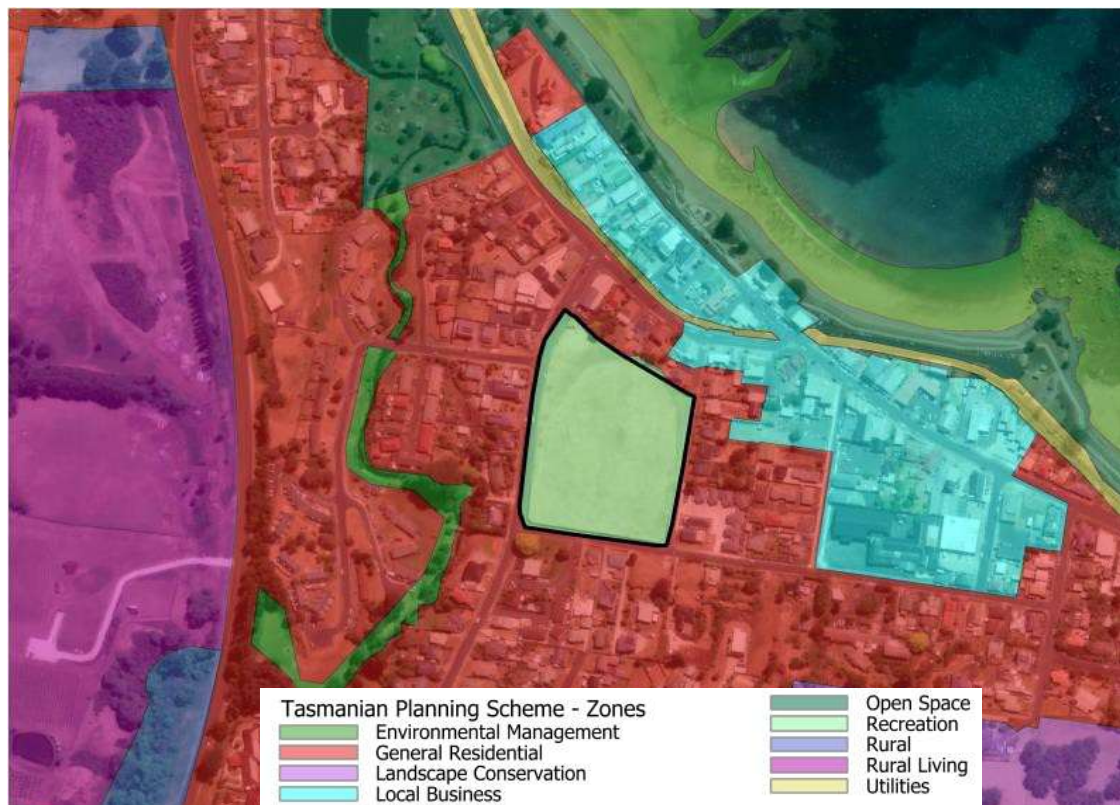 Tasmanian Planning Scheme - Zones
Environmental Management
General Residential
Landscape Conservation
Local Business
Open Space
Recreation
Rural
Rural Living
Utilities